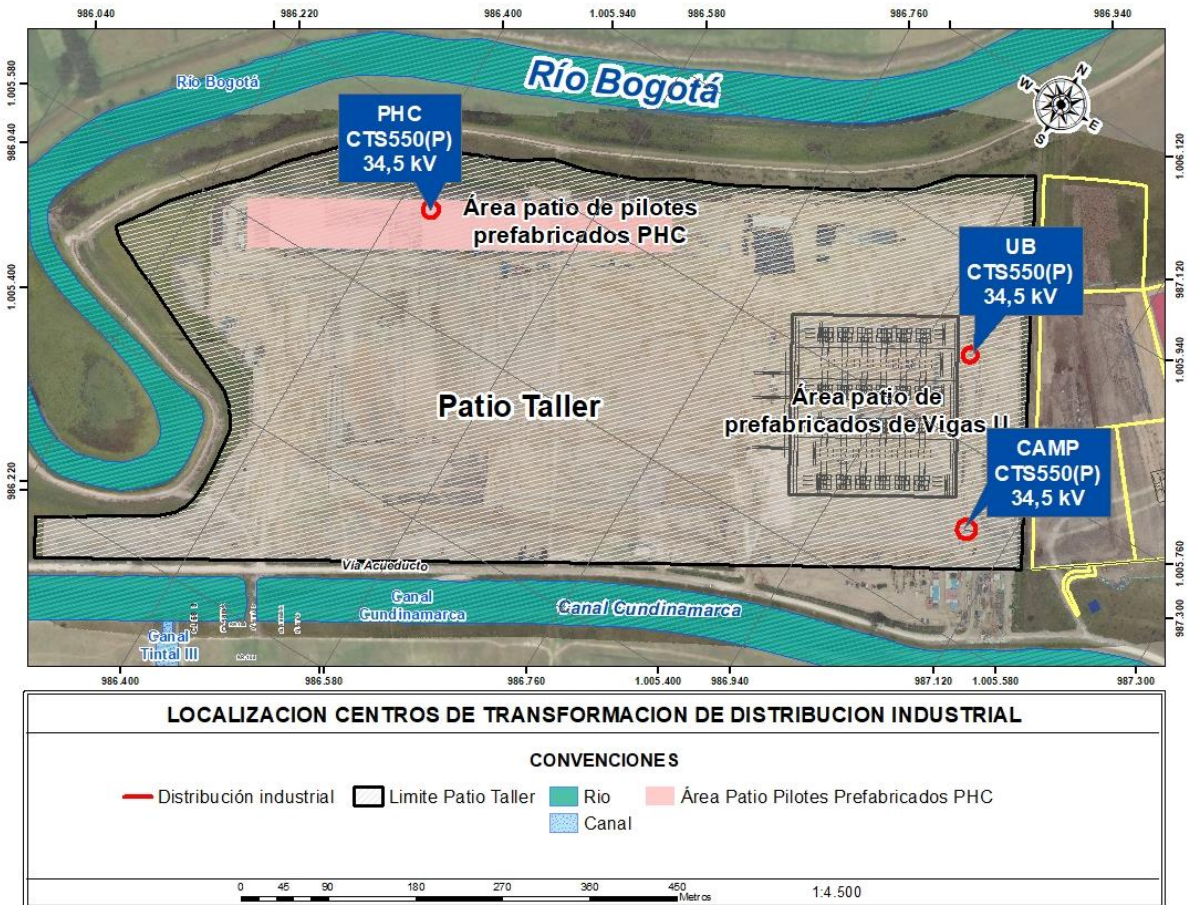 986.040
986.220
986.400
1.005.940
986.580
986.760
986.940
1.005.580
986.040
1.005.400
986.220
1.006.120
987.120
1.005.940
1.005.760
987.300
Río Bogotá
Río Bogotá
N
W
E
S
PHC
CTS550(P)
34,5 kV
Área patio de pilotes
prefabricados PHC
UB
CTS550(P)
34,5 kV
Patio Taller
Área patio de
prefabricados de Vigas U
CAMP
CTS550(P)
34,5 kV
Vía Acueducto
Canal
Cundinamarca
Canal Cundinamarca
Canal
Tintal III
986.400
986.580
986.760
1.005.400
986.940
987.120
1.005.580
987.300
LOCALIZACION CENTROS DE TRANSFORMACION DE DISTRIBUCION INDUSTRIAL
CONVENCIONES
Distribución industrial
Limite Patio Taller
Rio
Área Patio Pilotes Prefabricados PHC
Canal
0 45 90 180 270 360 450
Metros
1:4.500